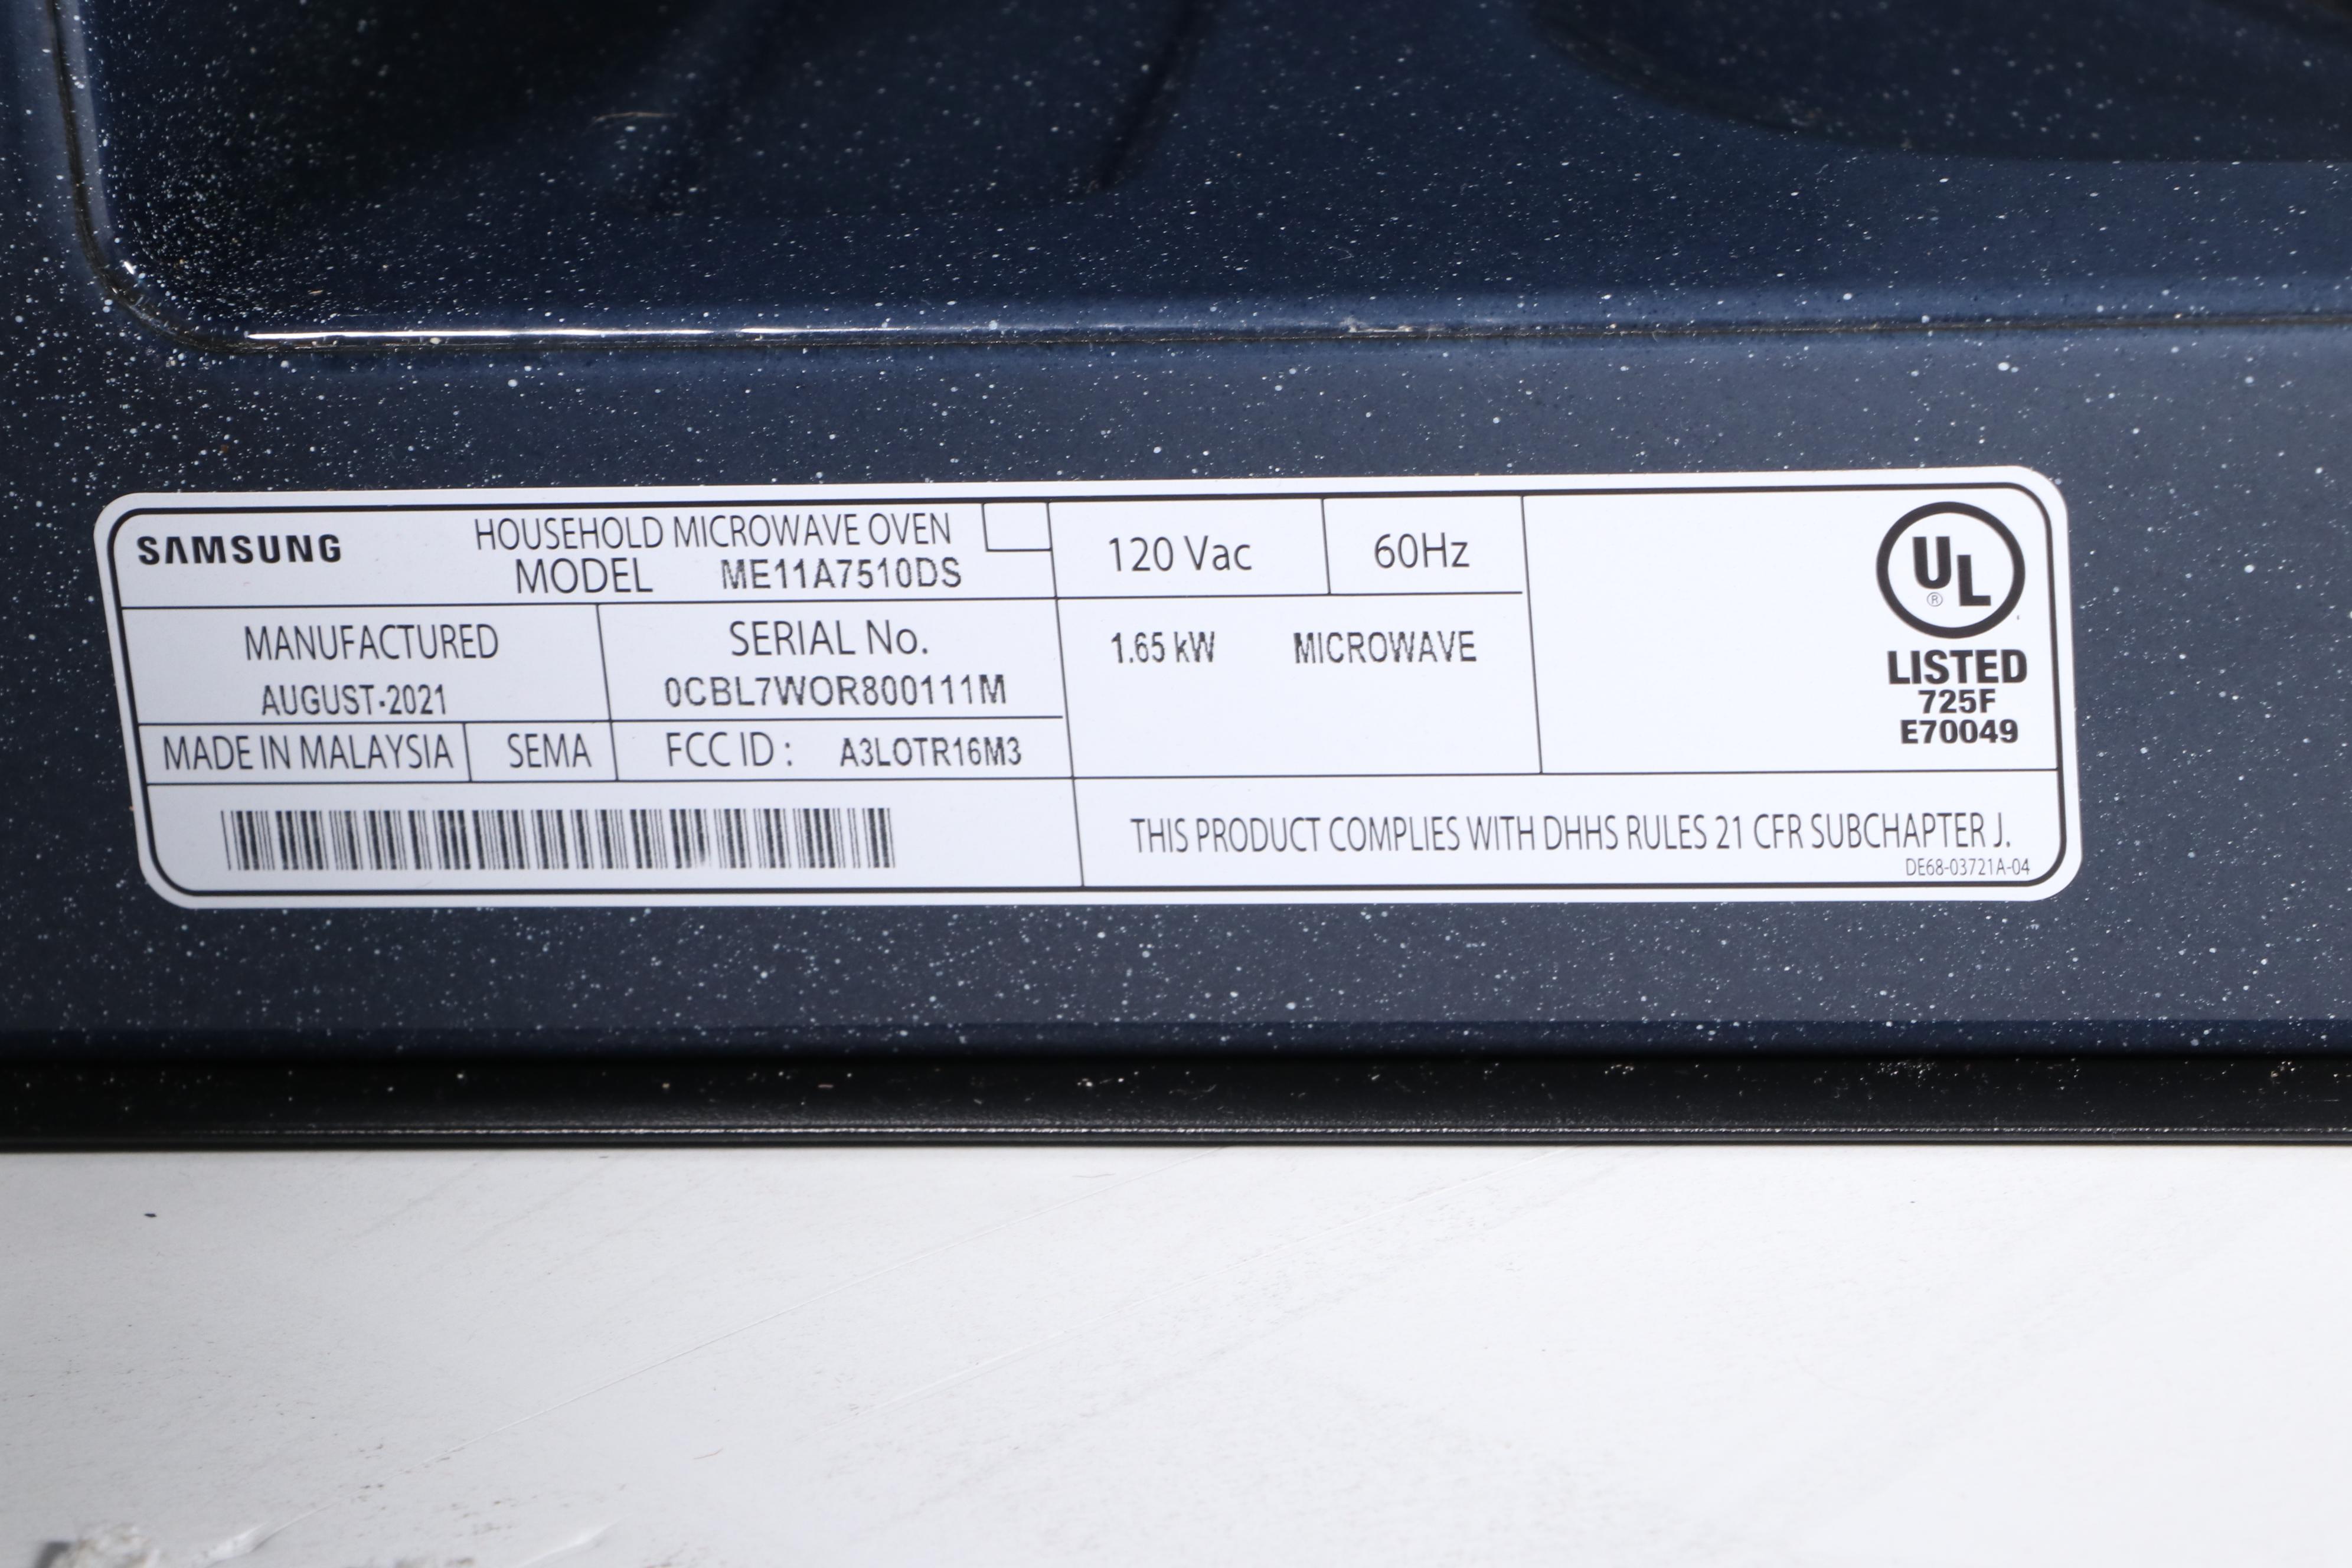 SAMSUNG
HOUSEHOLD MICROWAVE OVEN
MODEL ME11A7510DS
MANUFACTURED
AUGUST-2021
SERIAL No.
0CBL7WOR800111M
MADE IN MALAYSIA
SEMA
FCC ID : A3LOTR16M3
120 Vac
60Hz
1.65 kW MICROWAVE
UL
®
LISTED
725F
E70049
THIS PRODUCT COMPLIES WITH DHHS RULES 21 CFR SUBCHAPTER J.
DE68-03721A-04